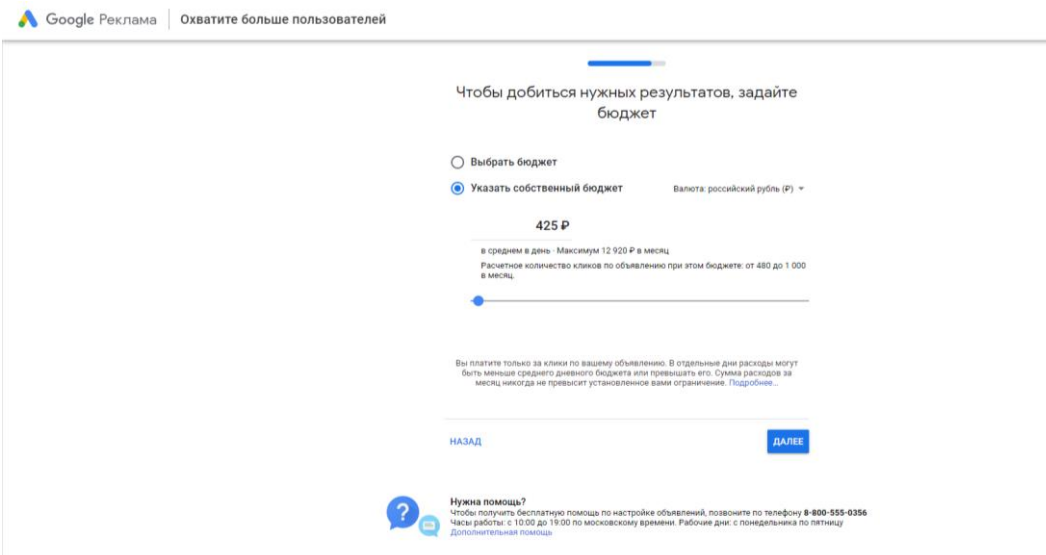 Google Реклама
Охватите больше пользователей
Чтобы добиться нужных результатов, задайте
бюджет
Выбрать бюджет
Указать собственный бюджет
Валюта: российский рубль (₽)
425 ₽
в среднем в день · Максимум 12 920 ₽ в месяц
Расчетное количество кликов по объявлению при этом бюджете: от 480 до 1 000
в месяц.
Вы платите только за клики по вашему объявлению. В отдельные дни расходы могут
быть меньше среднего дневного бюджета или превышать его. Сумма расходов за
месяц никогда не превысит установленное вами ограничение. Подробнее...
НАЗАД
ДАЛЕЕ
Нужна помощь?
Чтобы получить бесплатную помощь по настройке объявлений, позвоните по телефону 8-800-555-0356
Часы работы: с 10:00 до 19:00 по московскому времени. Рабочие дни: с понедельника по пятницу
Дополнительная помощь